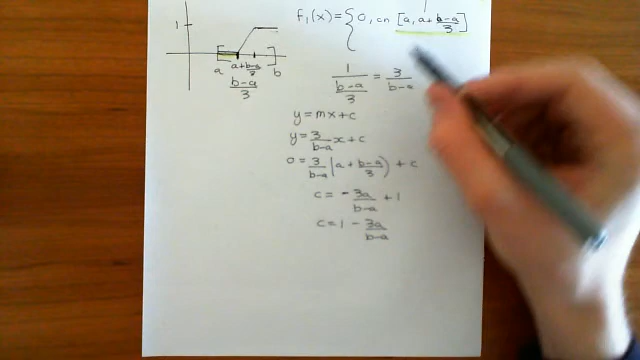 f₁(x) = { 0, on [a, a + (b-a)/3]
1
a a + (b-a)/3 b
(b-a)/3
1/((b-a)/3) = 3/(b-a)
y = mx + c
y = 3/(b-a) x + c
0 = 3/(b-a) (a + (b-a)/3) + c
c = - 3a/(b-a) + 1
c = 1 - 3a/(b-a)